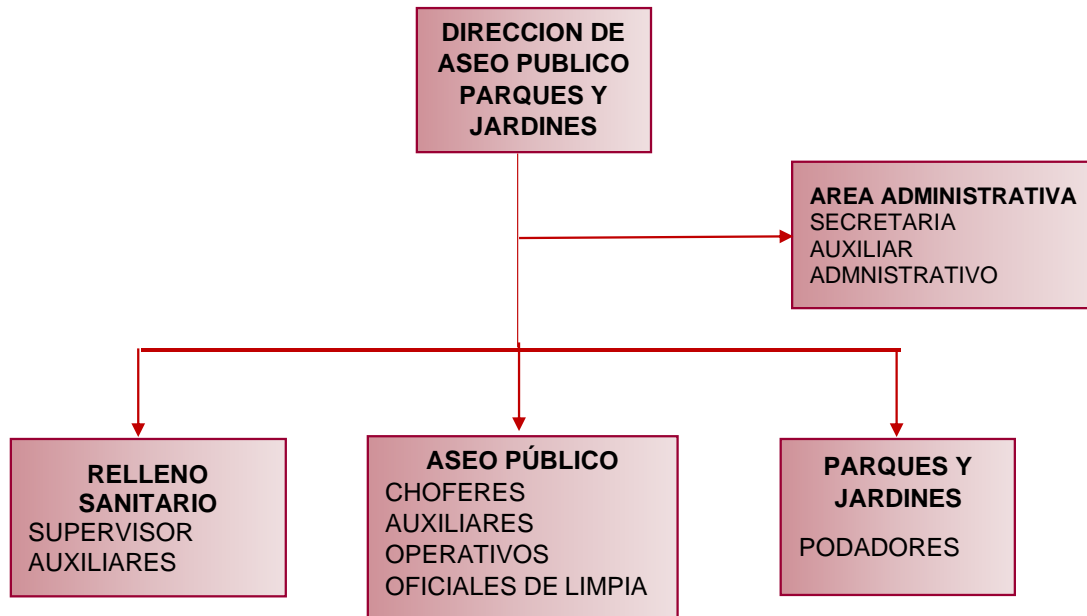 DIRECCION DE
ASEO PUBLICO
PARQUES Y
JARDINES
AREA ADMINISTRATIVA
SECRETARIA
AUXILIAR
ADMNISTRATIVO
RELLENO
SANITARIO
SUPERVISOR
AUXILIARES
ASEO PÚBLICO
CHOFERES
AUXILIARES
OPERATIVOS
OFICIALES DE LIMPIA
PARQUES Y
JARDINES
PODADORES